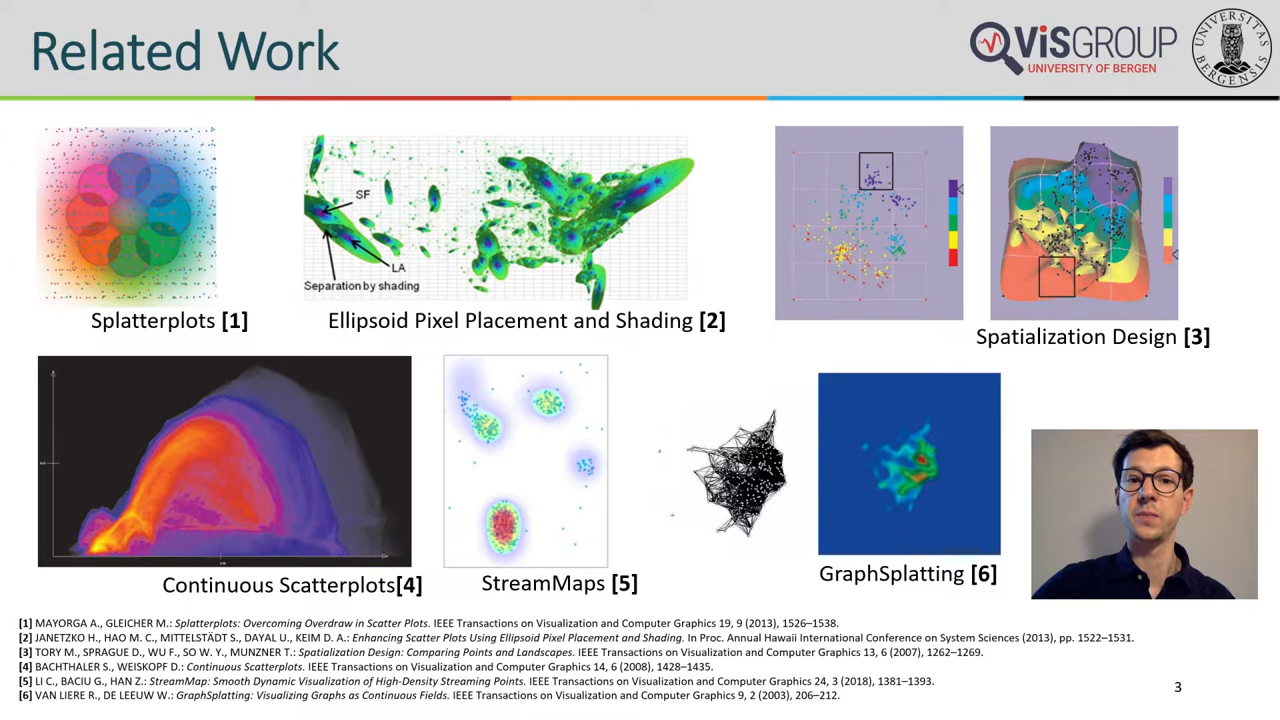 Related Work
ViSGROUP
UNIVERSITY OF BERGEN
UNIVERSITAS BERGENSIS
SF
LA
Separation by shading
Splatterplots [1]
Ellipsoid Pixel Placement and Shading [2]
Spatialization Design [3]
Continuous Scatterplots[4]
StreamMaps [5]
GraphSplatting [6]
[1] MAYORGA A., GLEICHER M.: Splatterplots: Overcoming Overdraw in Scatter Plots. IEEE Transactions on Visualization and Computer Graphics 19, 9 (2013), 1526–1538.
[2] JANETZKO H., HAO M. C., MITTELSTÄDT S., DAYAL U., KEIM D. A.: Enhancing Scatter Plots Using Ellipsoid Pixel Placement and Shading. In Proc. Annual Hawaii International Conference on System Sciences (2013), pp. 1522–1531.
[3] TORY M., SPRAGUE D., WU F., SO W. Y., MUNZNER T.: Spatialization Design: Comparing Points and Landscapes. IEEE Transactions on Visualization and Computer Graphics 13, 6 (2007), 1262–1269.
[4] BACHTHALER S., WEISKOPF D.: Continuous Scatterplots. IEEE Transactions on Visualization and Computer Graphics 14, 6 (2008), 1428–1435.
[5] LI C., BACIU G., HAN Z.: StreamMap: Smooth Dynamic Visualization of High-Density Streaming Points. IEEE Transactions on Visualization and Computer Graphics 24, 3 (2018), 1381–1393.
[6] VAN LIERE R., DE LEEUW W.: GraphSplatting: Visualizing Graphs as Continuous Fields. IEEE Transactions on Visualization and Computer Graphics 9, 2 (2003), 206–212.
3